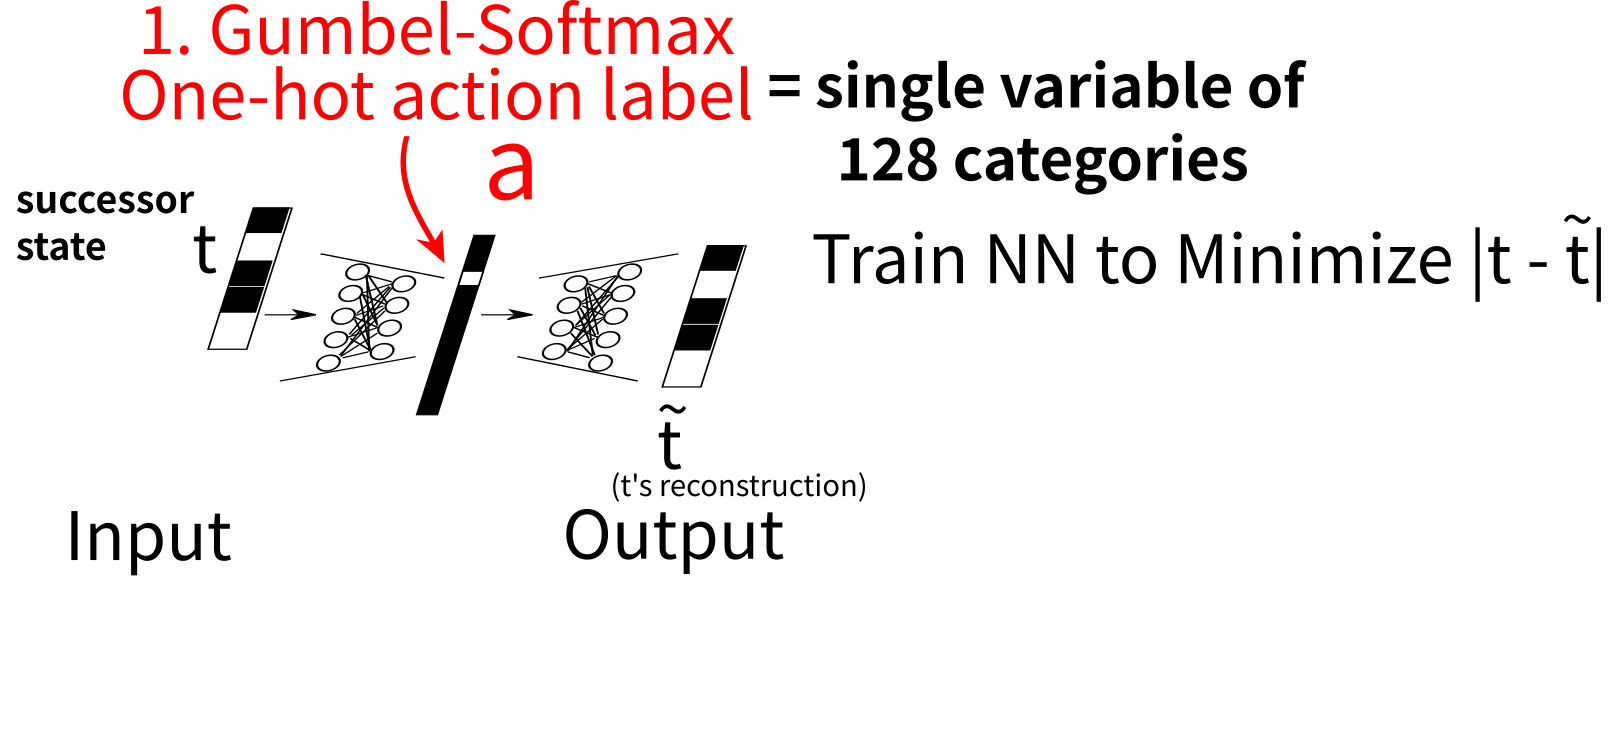 1. Gumbel-Softmax
One-hot action label
= single variable of
128 categories
a
successor
state
t
Train NN to Minimize |t - t̃|
t̃
(t's reconstruction)
Input
Output